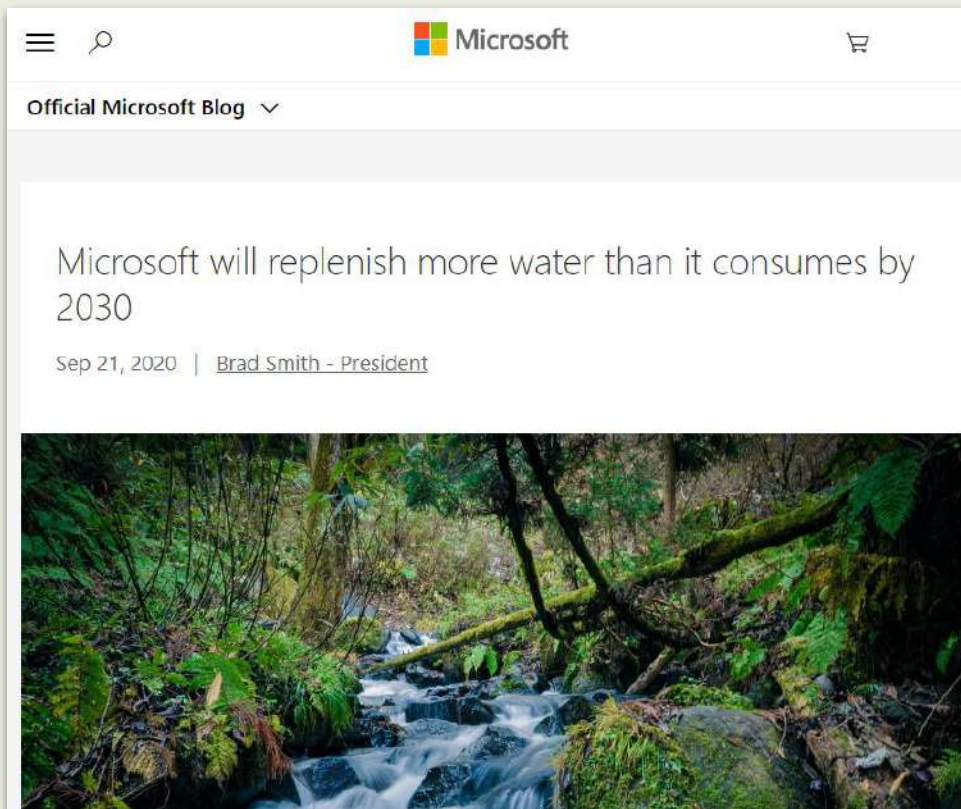 Microsoft
Official Microsoft Blog
Microsoft will replenish more water than it consumes by
2030
Sep 21, 2020 | Brad Smith - President